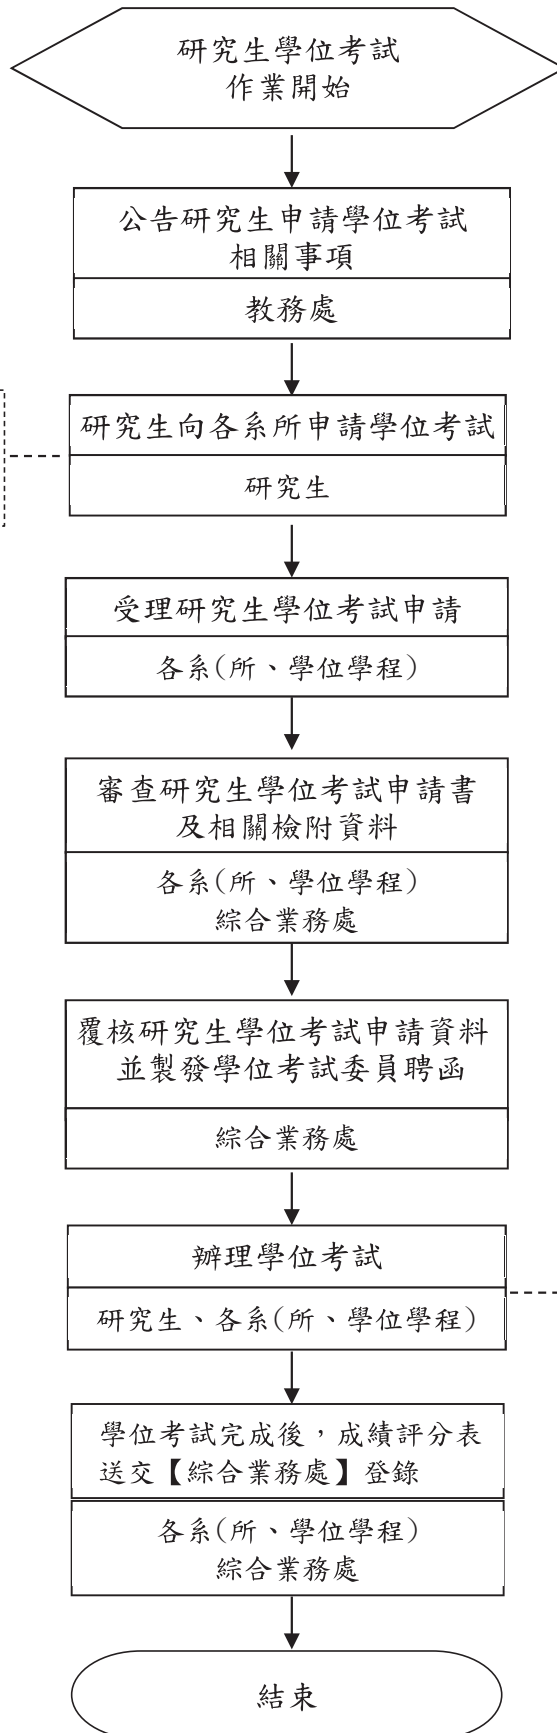 研究生學位考試
作業開始
公告研究生申請學位考試
相關事項
教務處
研究生向各系所申請學位考試
研究生
受理研究生學位考試申請
各系(所、學位學程)
審查研究生學位考試申請書
及相關檢附資料
各系(所、學位學程)
綜合業務處
覆核研究生學位考試申請資料
並製發學位考試委員聘函
綜合業務處
辦理學位考試
研究生、各系(所、學位學程)
學位考試完成後，成績評分表
送交【綜合業務處】登錄
各系(所、學位學程)
綜合業務處
結束